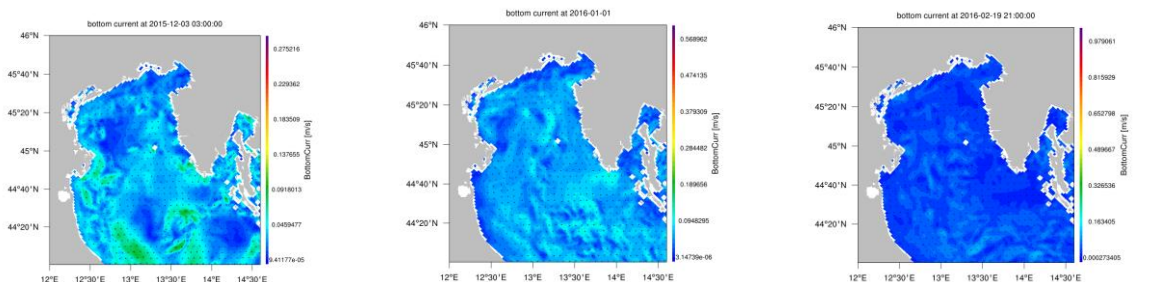 bottom current at 2015-12-03 03:00:00
46°N
45°40'N
45°20'N
45°N
44°40'N
44°20'N
12°E 12°30'E 13°E 13°30'E 14°E 14°30'E
0.275216
0.229362
0.183509
0.137655
0.0918013
0.0459477
9.41177e-05
BottomCurr [m/s]
bottom current at 2016-01-01
46°N
45°40'N
45°20'N
45°N
44°40'N
44°20'N
12°E 12°30'E 13°E 13°30'E 14°E 14°30'E
0.568962
0.474135
0.379309
0.284482
0.189656
0.0948295
3.14739e-06
BottomCurr [m/s]
bottom current at 2016-02-19 21:00:00
46°N
45°40'N
45°20'N
45°N
44°40'N
44°20'N
12°E 12°30'E 13°E 13°30'E 14°E 14°30'E
0.979061
0.815929
0.652798
0.489667
0.326536
0.163405
0.000273405
BottomCurr [m/s]